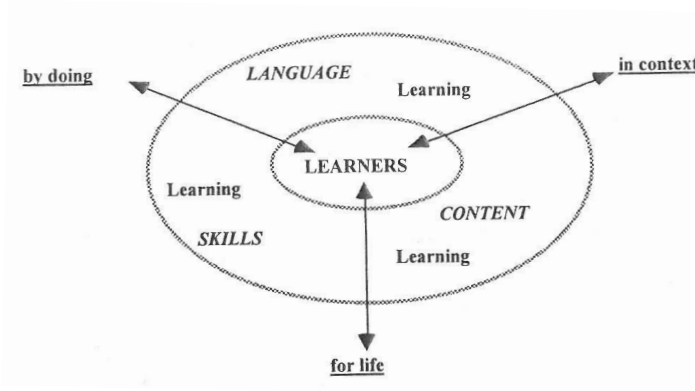 LANGUAGE
in context
by doing
Learning
LEARNERS
Learning
CONTENT
SKILLS
Learning
for life